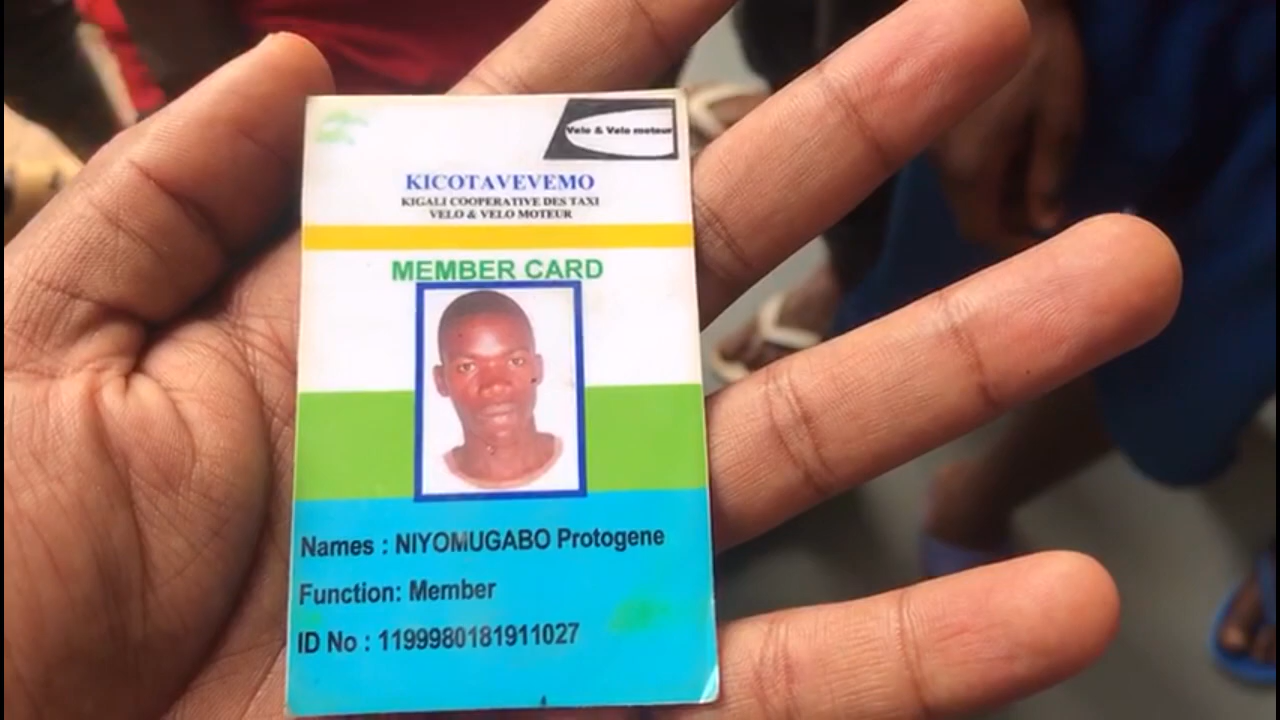 Velo & Velo moteur
KICOTAVEVEMO
KIGALI COOPERATIVE DES TAXI
VELO & VELO MOTEUR
MEMBER CARD
Names : NIYOMUGABO Protogene
Function: Member
ID No : 1199980181911027